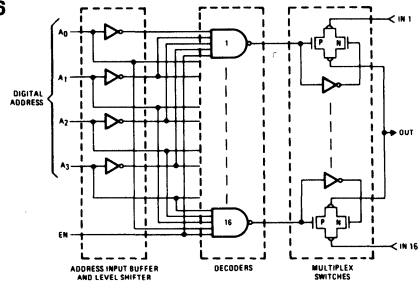 6
IN 1
A0
1
P N
A1
DIGITAL
ADDRESS
A2
OUT
A3
16
P N
EN
IN 16
ADDRESS INPUT BUFFER
AND LEVEL SHIFTER
DECODERS
MULTIPLEX
SWITCHES